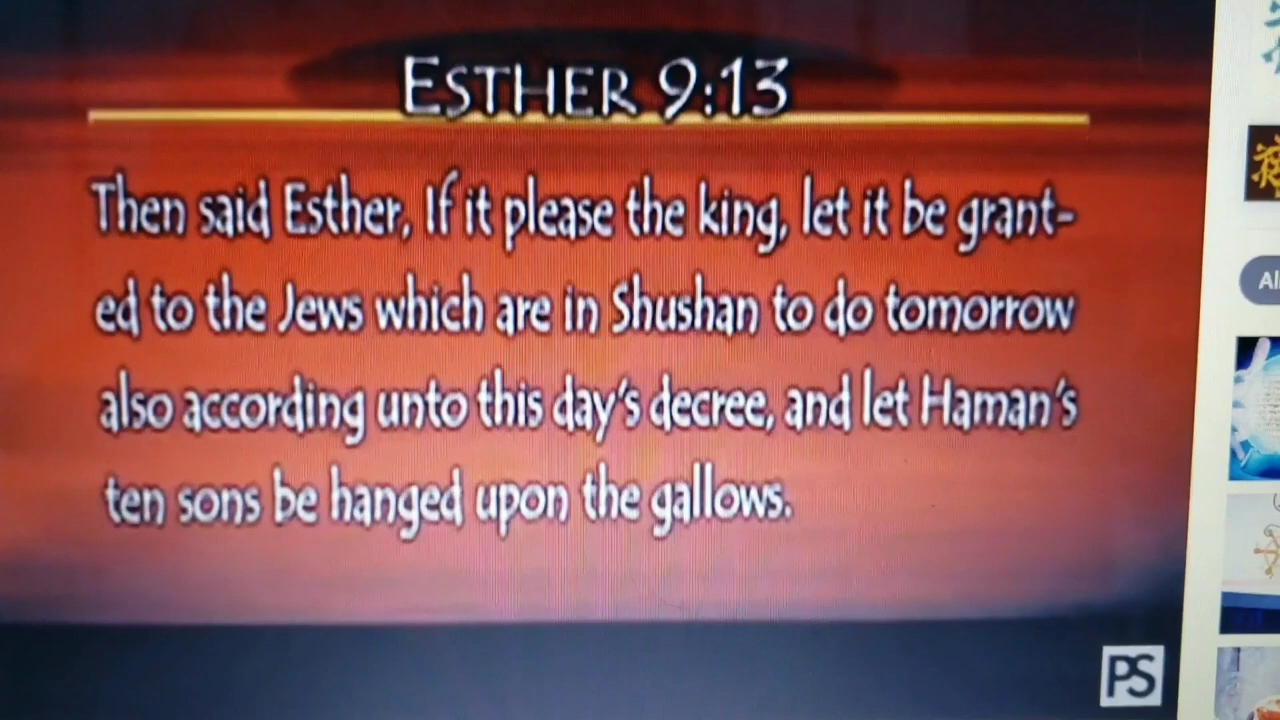 ESTHER 9:13
Then said Esther, If it please the king, let it be grant-
ed to the Jews which are in Shushan to do tomorrow
also according unto this day's decree, and let Haman's
ten sons be hanged upon the gallows.
Al
PS